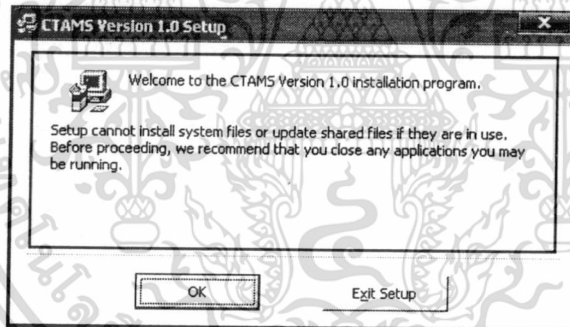 CTAMS Version 1.0 Setup
Welcome to the CTAMS Version 1.0 installation program.
Setup cannot install system files or update shared files if they are in use.
Before proceeding, we recommend that you close any applications you may
be running.
OK
Exit Setup